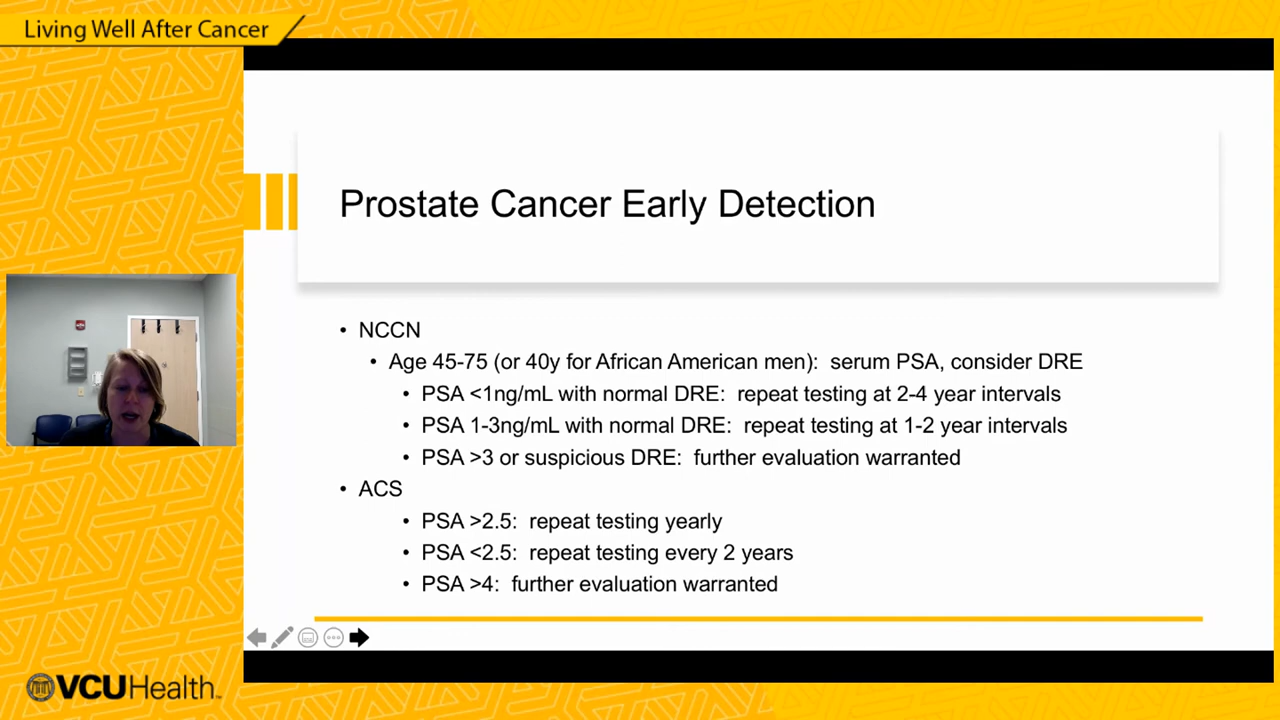 Living Well After Cancer
Prostate Cancer Early Detection
• NCCN
• Age 45-75 (or 40y for African American men):  serum PSA, consider DRE
• PSA <1ng/mL with normal DRE:  repeat testing at 2-4 year intervals
• PSA 1-3ng/mL with normal DRE:  repeat testing at 1-2 year intervals
• PSA >3 or suspicious DRE:  further evaluation warranted
• ACS
• PSA >2.5:  repeat testing yearly
• PSA <2.5:  repeat testing every 2 years
• PSA >4:  further evaluation warranted
VCUHealth